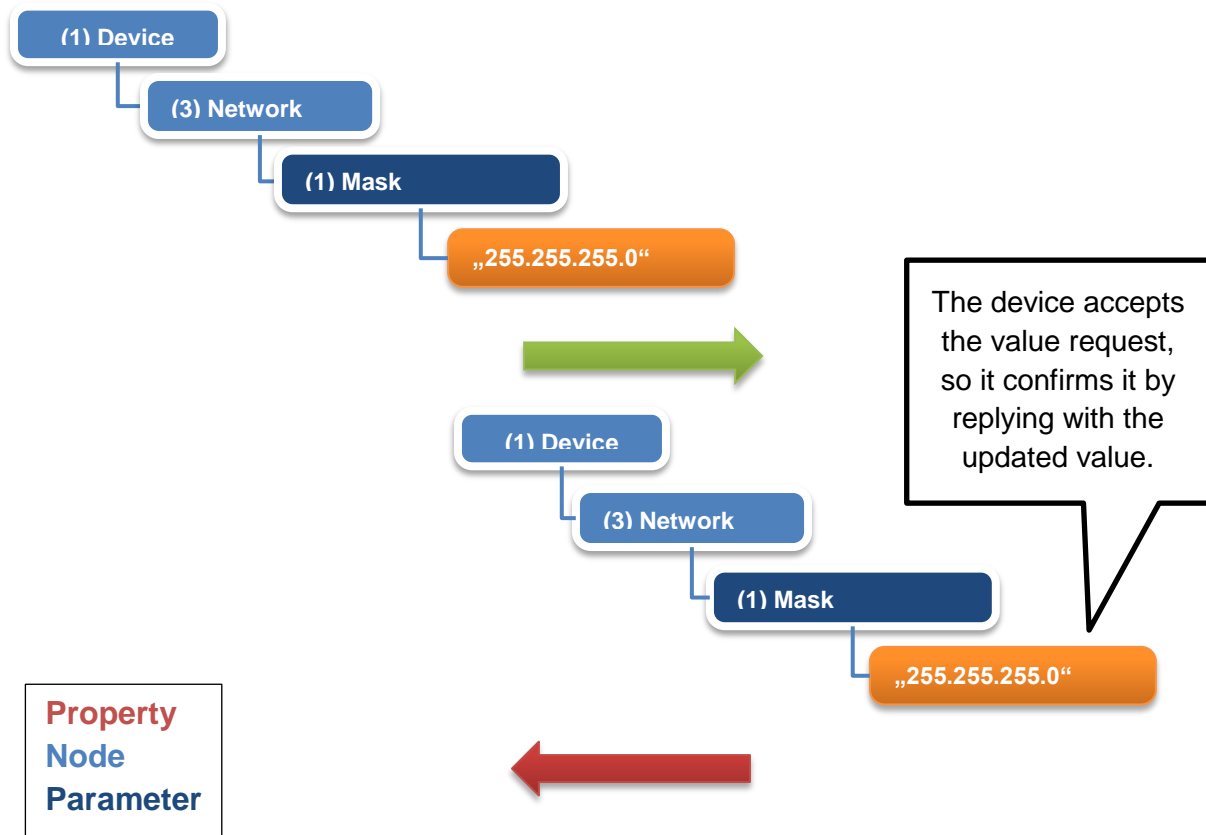 (1) Device
(3) Network
(1) Mask
„255.255.255.0“
The device accepts
the value request,
so it confirms it by
replying with the
updated value.
(1) Device
(3) Network
(1) Mask
„255.255.255.0“
Property
Node
Parameter